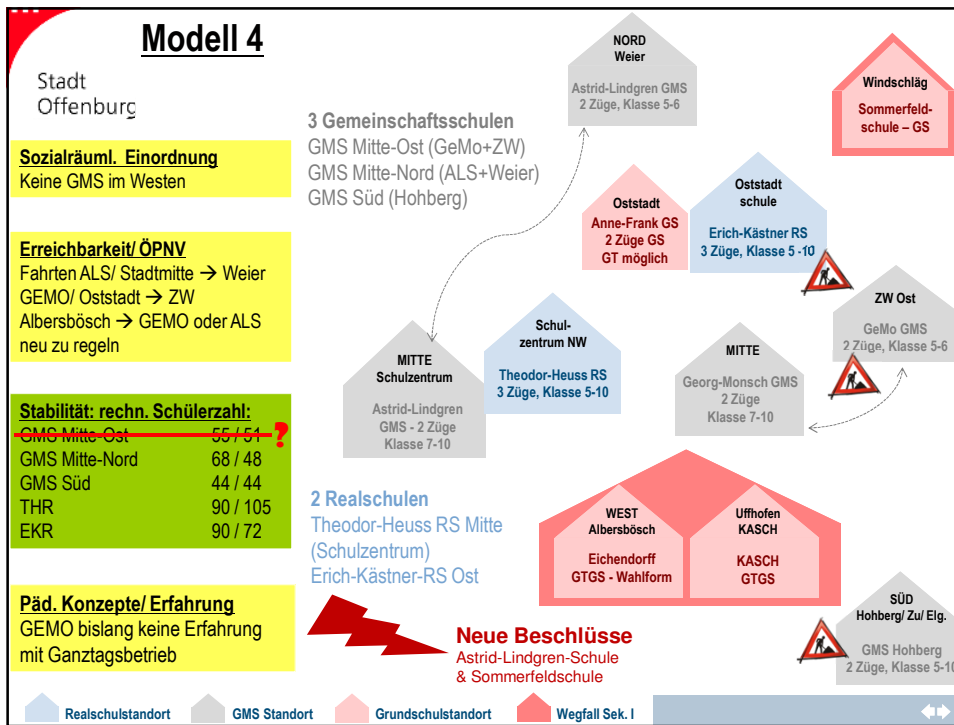 Modell 4
Stadt
Offenburg
Sozialräuml. Einordnung
Keine GMS im Westen
Erreichbarkeit/ ÖPNV
Fahrten ALS/ Stadtmitte → Weier
GEMO/ Oststadt → ZW
Albersbösch → GEMO oder ALS
neu zu regeln
Stabilität: rechn. Schülerzahl:
GMS Mitte-Ost 55 / 51 ?
GMS Mitte-Nord 68 / 48
GMS Süd 44 / 44
THR 90 / 105
EKR 90 / 72
Päd. Konzepte/ Erfahrung
GEMO bislang keine Erfahrung
mit Ganztagsbetrieb
3 Gemeinschaftsschulen
GMS Mitte-Ost (GeMo+ZW)
GMS Mitte-Nord (ALS+Weier)
GMS Süd (Hohberg)
NORD
Weier
Astrid-Lindgren GMS
2 Züge, Klasse 5-6
Windschläg
Sommerfeld-
schule – GS
Oststadt
Anne-Frank GS
2 Züge GS
GT möglich
Oststadt
schule
Erich-Kästner RS
3 Züge, Klasse 5 -10
ZW Ost
GeMo GMS
2 Züge, Klasse 5-6
MITTE
Schulzentrum
Astrid-Lindgren
GMS - 2 Züge
Klasse 7-10
Schul-
zentrum NW
Theodor-Heuss RS
3 Züge, Klasse 5-10
MITTE
Georg-Monsch GMS
2 Züge
Klasse 7-10
2 Realschulen
Theodor-Heuss RS Mitte
(Schulzentrum)
Erich-Kästner-RS Ost
WEST
Albersbösch
Eichendorff
GTGS - Wahlform
Uffhofen
KASCH
KASCH
GTGS
SÜD
Hohberg/ Zu/ Elg.
GMS Hohberg
2 Züge, Klasse 5-10
Neue Beschlüsse
Astrid-Lindgren-Schule
& Sommerfeldschule
Realschulstandort
GMS Standort
Grundschulstandort
Wegfall Sek. I